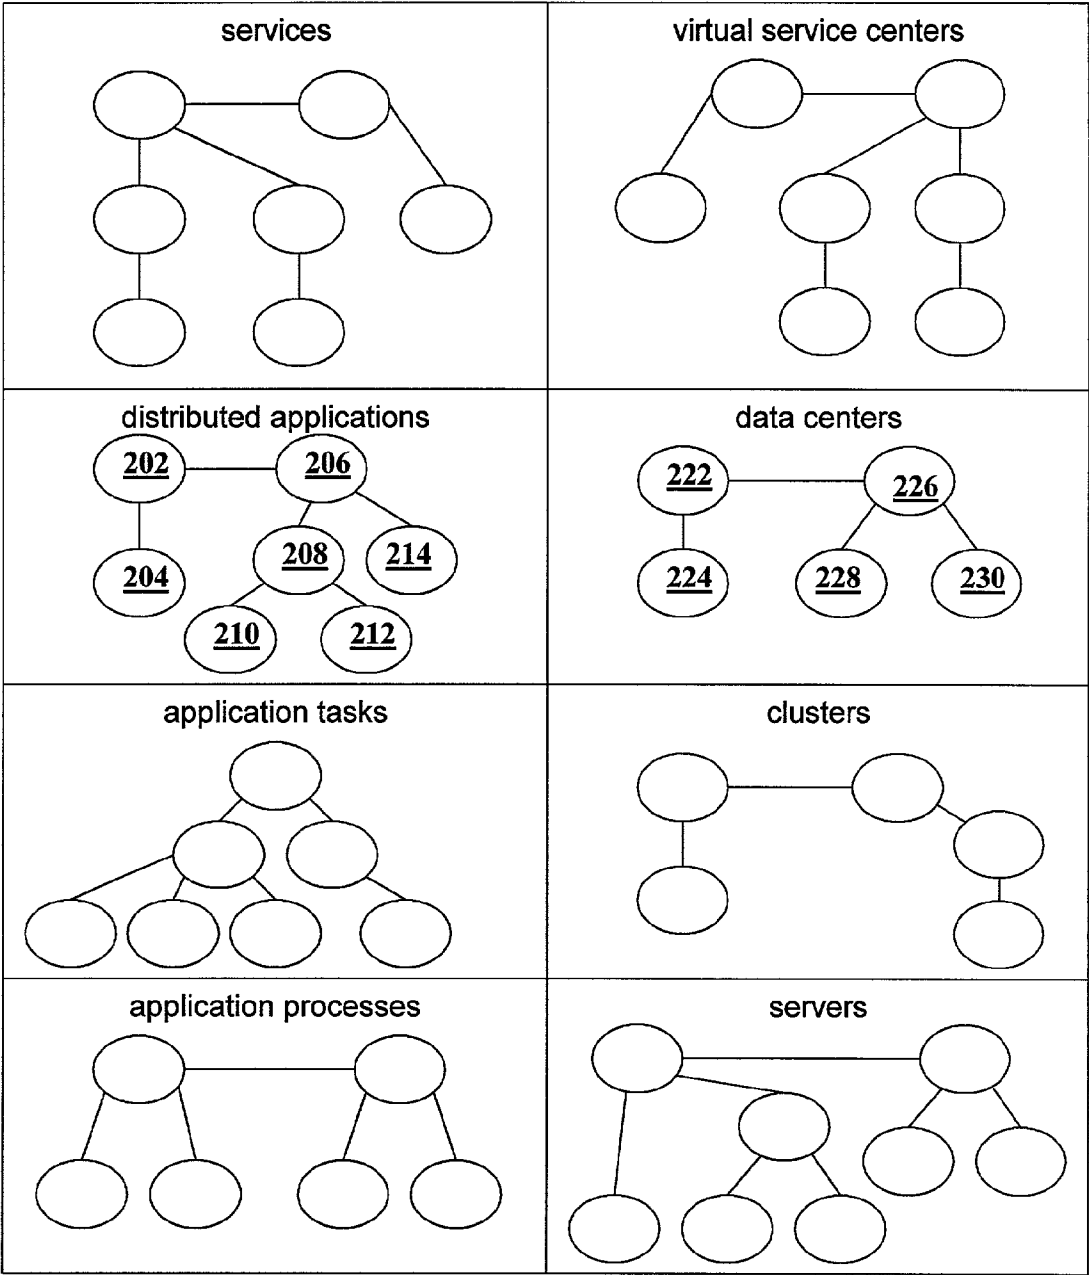 services
virtual service centers
distributed applications
202
206
208
214
204
210
212
data centers
222
226
224
228
230
application tasks
clusters
application processes
servers